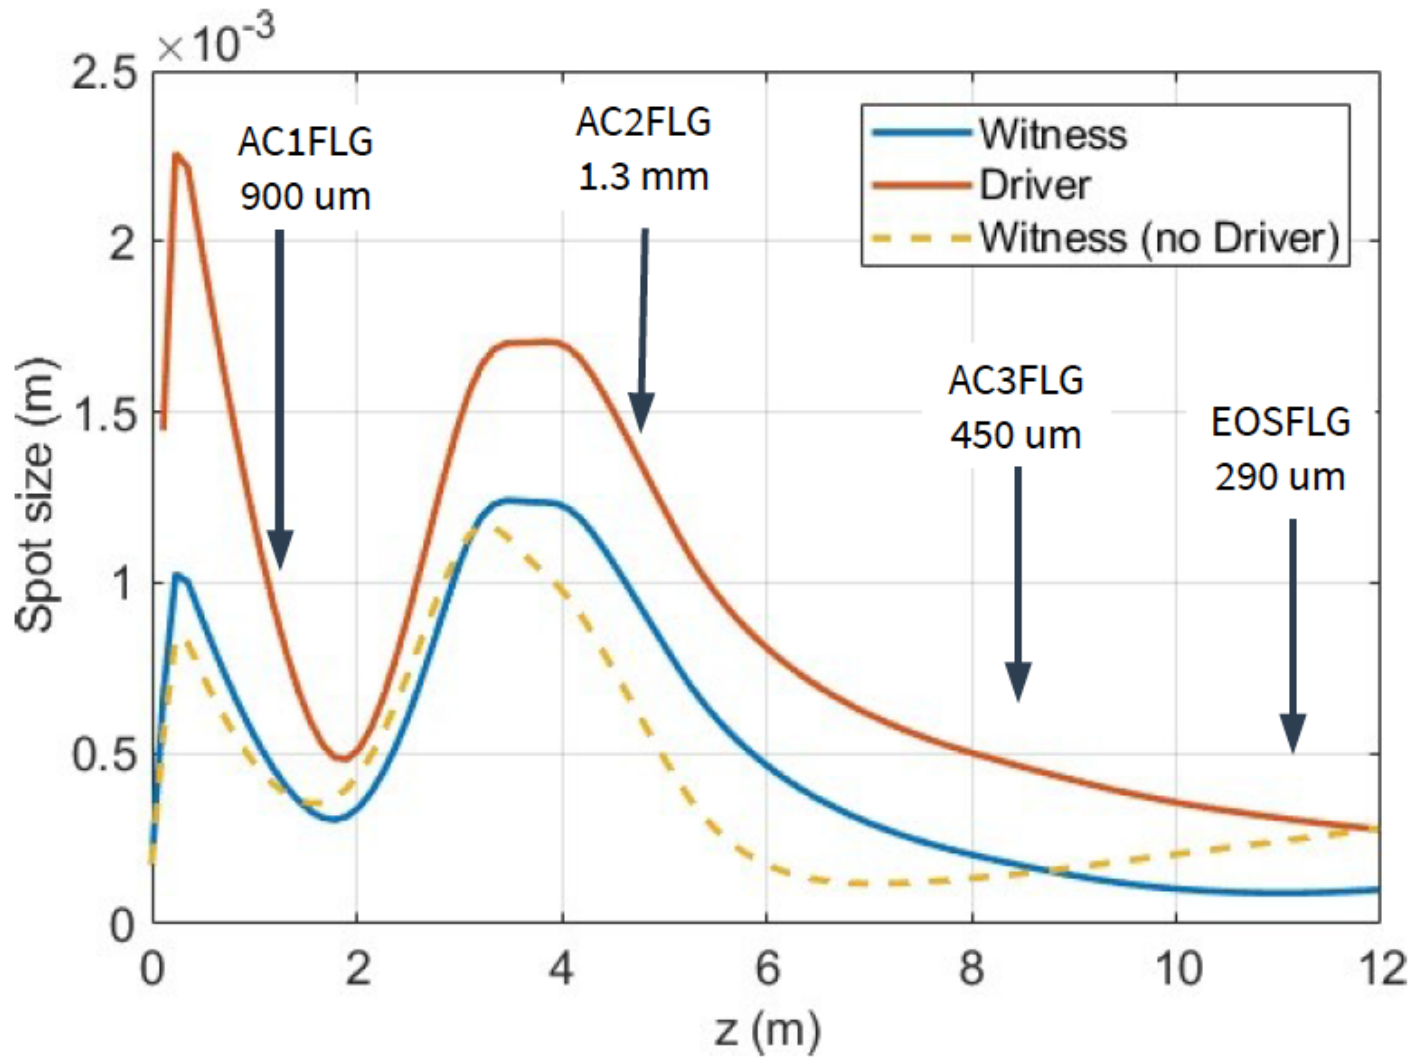 ×10-3
2.5
2
1.5
1
0.5
0
Spot size (m)
AC1FLG
900 um
AC2FLG
1.3 mm
Witness
Driver
Witness (no Driver)
AC3FLG
450 um
EOSFLG
290 um
0 2 4 6 8 10 12
z (m)